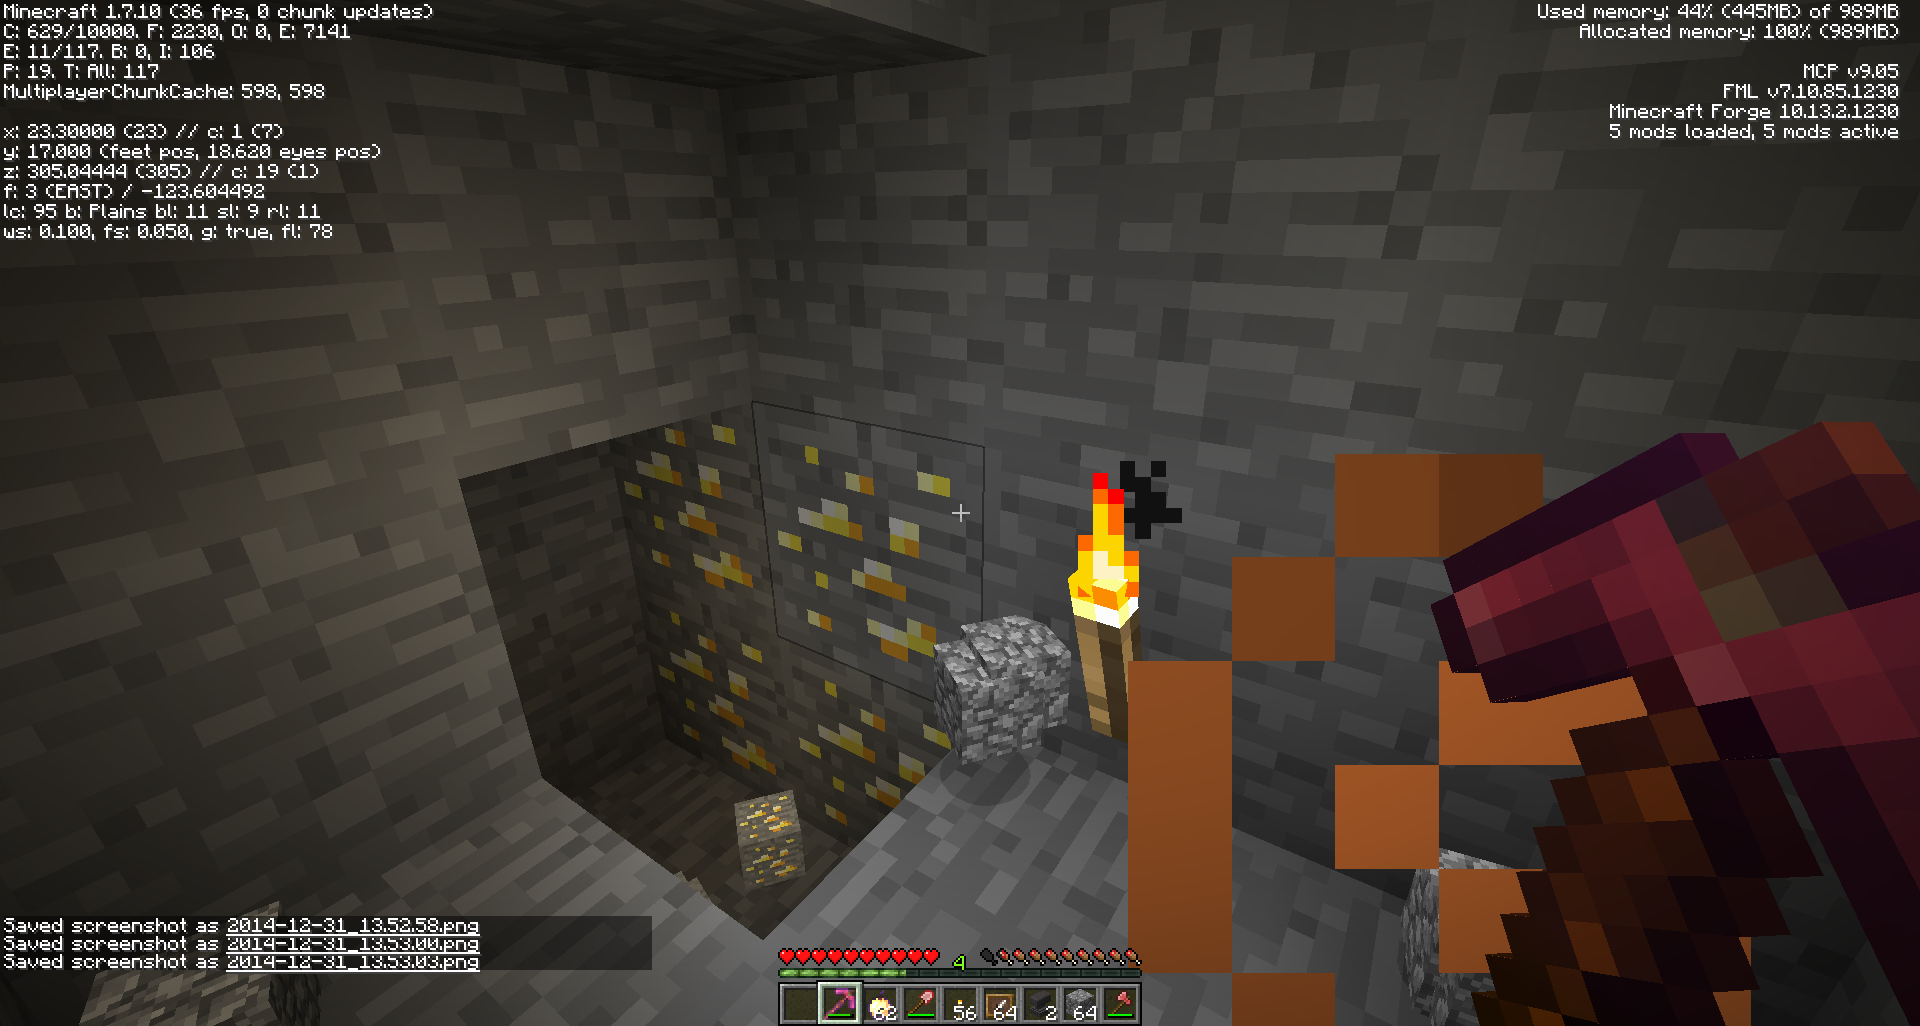 Minecraft 1.7.10 (36 fps, 0 chunk updates)
C: 629/10000. F: 2230, O: 0, E: 7141
E: 11/117. B: 0, I: 106
P: 19. T: All: 117
MultiplayerChunkCache: 598, 598
x: 23.30000 (23) // c: 1 (7)
y: 17.000 (feet pos, 18.620 eyes pos)
z: 305.04444 (305) // c: 19 (1)
f: 3 (EAST) / -123.604492
lc: 95 b: Plains bl: 11 sl: 9 rl: 11
ws: 0.100, fs: 0.050, g: true, fl: 78
Used memory: 44% (445MB) of 989MB
Allocated memory: 100% (989MB)
MCP v9.05
FML v7.10.85.1230
Minecraft Forge 10.13.2.1230
5 mods loaded, 5 mods active
Saved screenshot as 2014-12-31_13.52.58.png
Saved screenshot as 2014-12-31_13.53.00.png
Saved screenshot as 2014-12-31_13.53.03.png
4
62 56 64 2 64